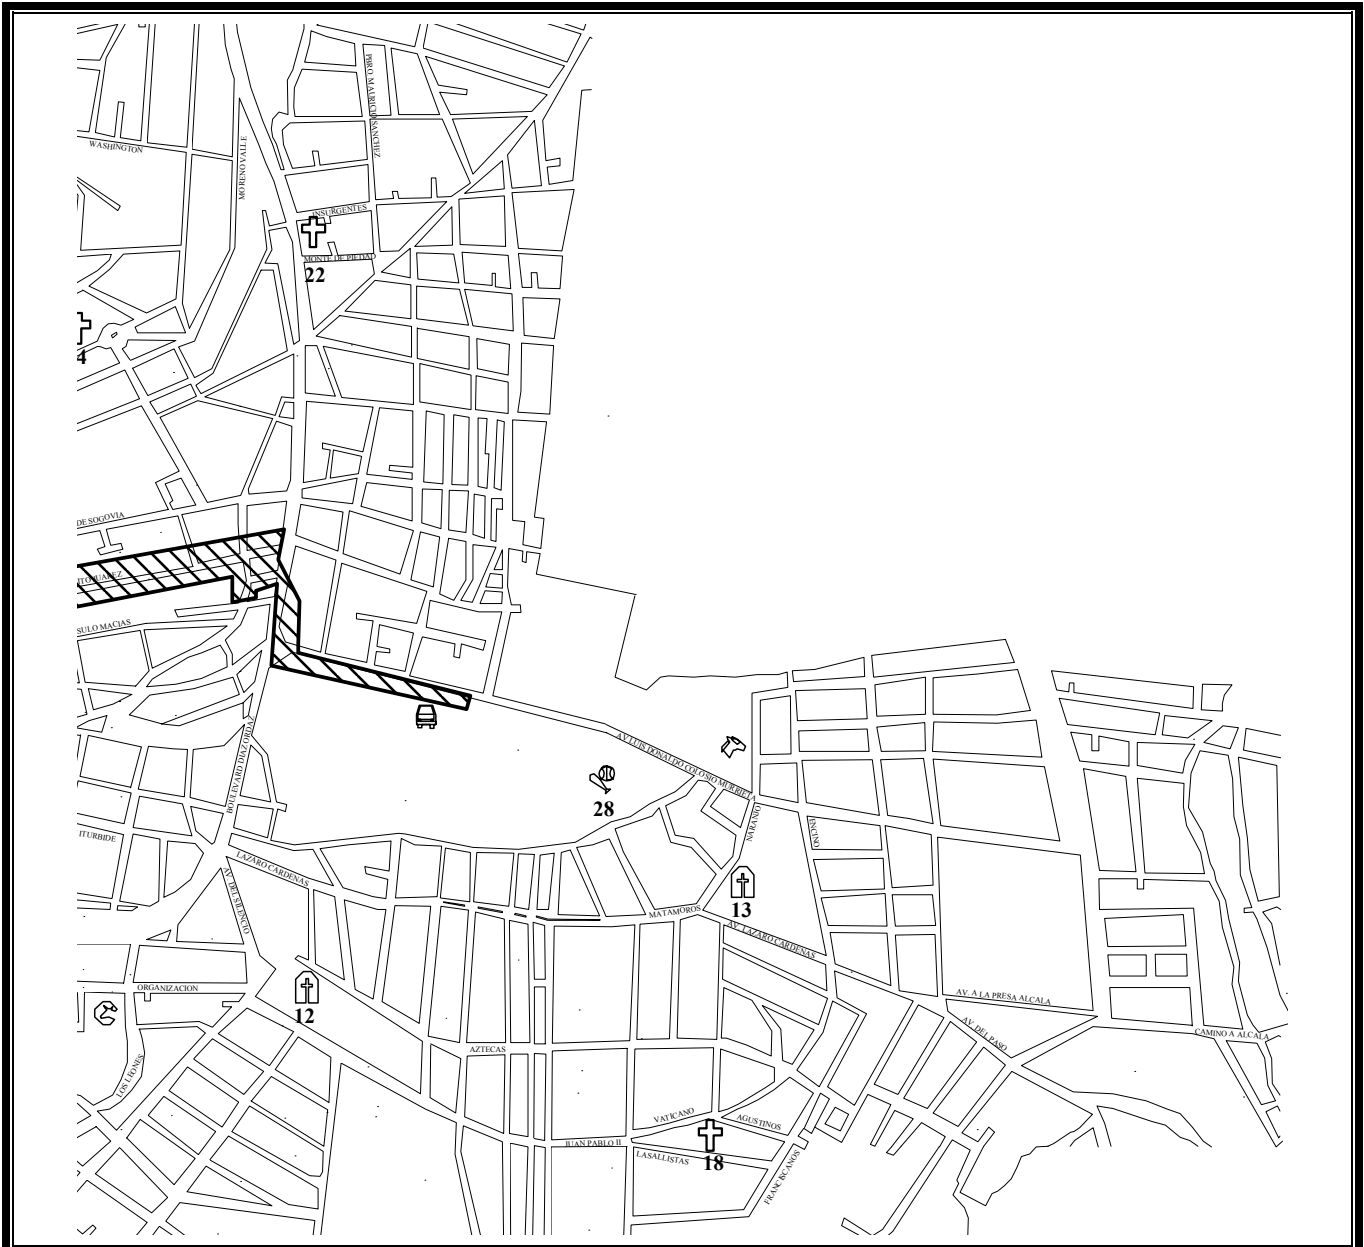 PBRO MAURICIO SANCHEZ
WASHINGTON
MORENO VALLE
INSURGENTES
MONTE DE PIEDAD
22
4
DE SOGOVIA
ITO JUAREZ
SULO MACIAS
BOULEVARD DIAZ ORDAZ
AV. LUIS DONALDO COLOSIO MURRIETA
28
NARANJO
ENCINO
ITURBIDE
LAZARO CARDENAS
AV. DEL SILENCIO
13
MATAMOROS
AV. LAZARO CARDENAS
ORGANIZACION
12
AV. A LA PRESA ALCALA
AV. DEL PASO
CAMINO A ALCALA
LOS LEONES
AZTECAS
VATICANO
AGUSTINOS
JUAN PABLO II
LASALLISTAS
18
FRANCISCANOS